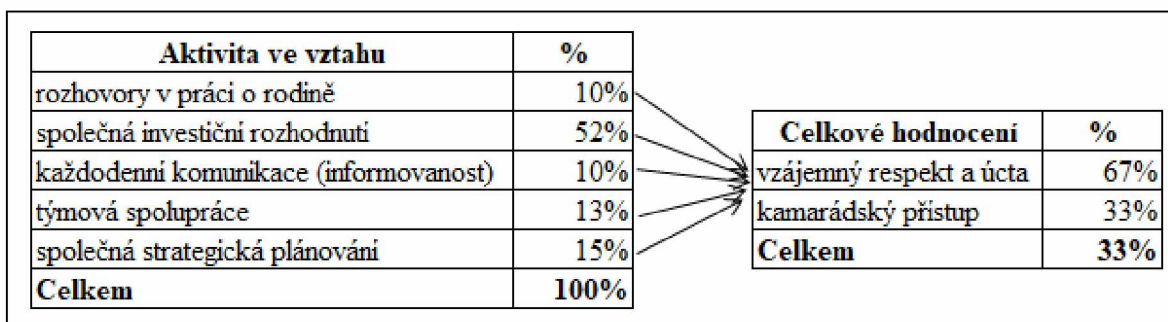 Aktivita ve vztahu %
rozhovory v práci o rodině 10%
společná investiční rozhodnutí 52%
každodenní komunikace (informovanost) 10%
týmová spolupráce 13%
společná strategická plánování 15%
Celkem 100%
Celkové hodnocení %
vzájemný respekt a úcta 67%
kamarádský přístup 33%
Celkem 33%